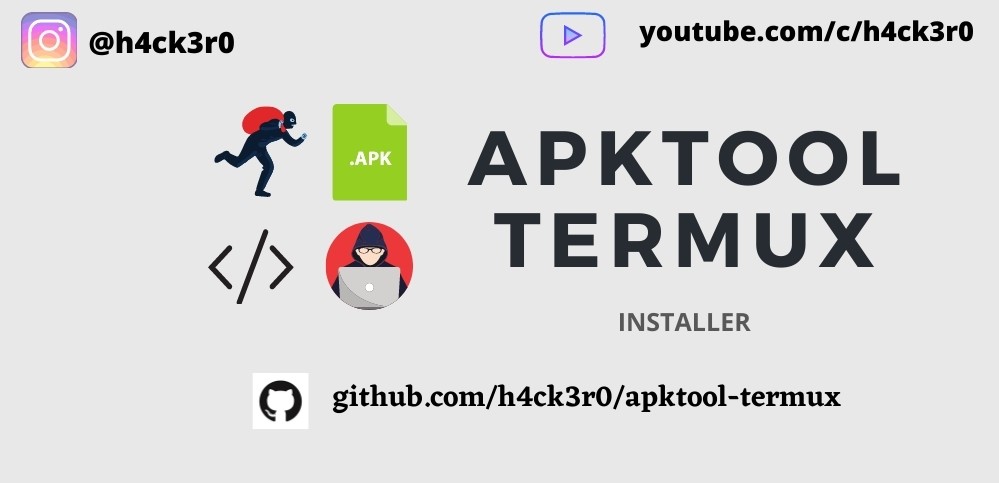 @h4ck3r0
youtube.com/c/h4ck3r0
.APK
APKTOOL
TERMUX
INSTALLER
github.com/h4ck3r0/apktool-termux